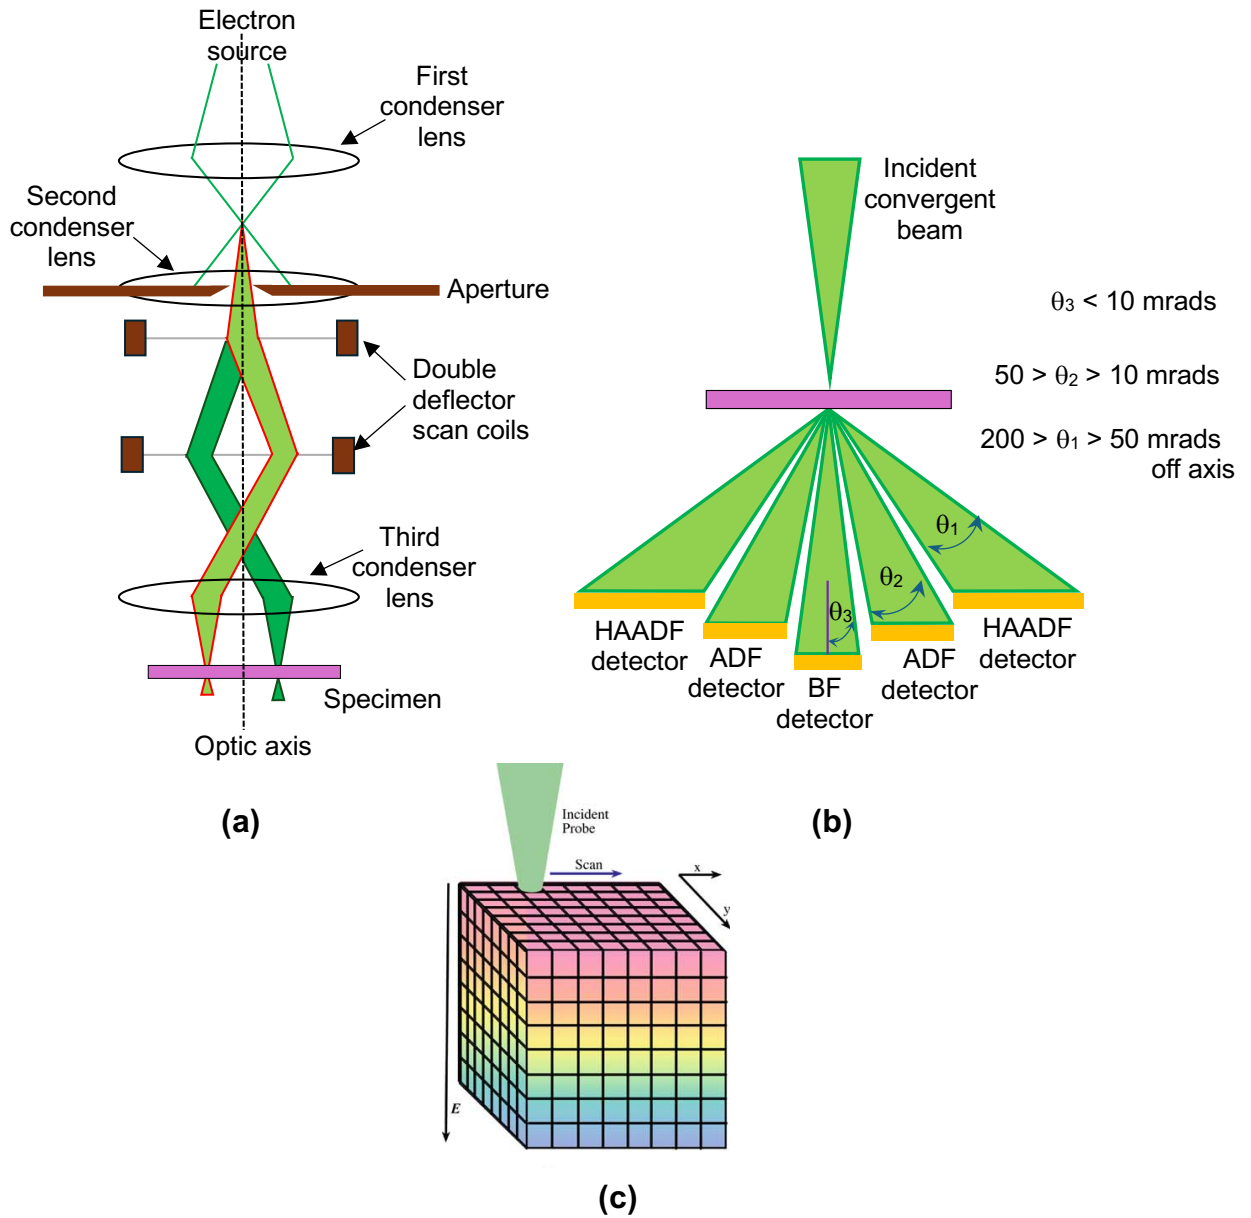 Electron
source
First
condenser
lens
Second
condenser
lens
Aperture
Double
deflector
scan coils
Third
condenser
lens
Specimen
Optic axis
(a)
Incident
convergent
beam
θ3 < 10 mrads
50 > θ2 > 10 mrads
200 > θ1 > 50 mrads
off axis
θ1
θ2
θ3
HAADF
detector
ADF
detector
BF
detector
ADF
detector
HAADF
detector
(b)
Incident
Probe
Scan
x
y
E
(c)